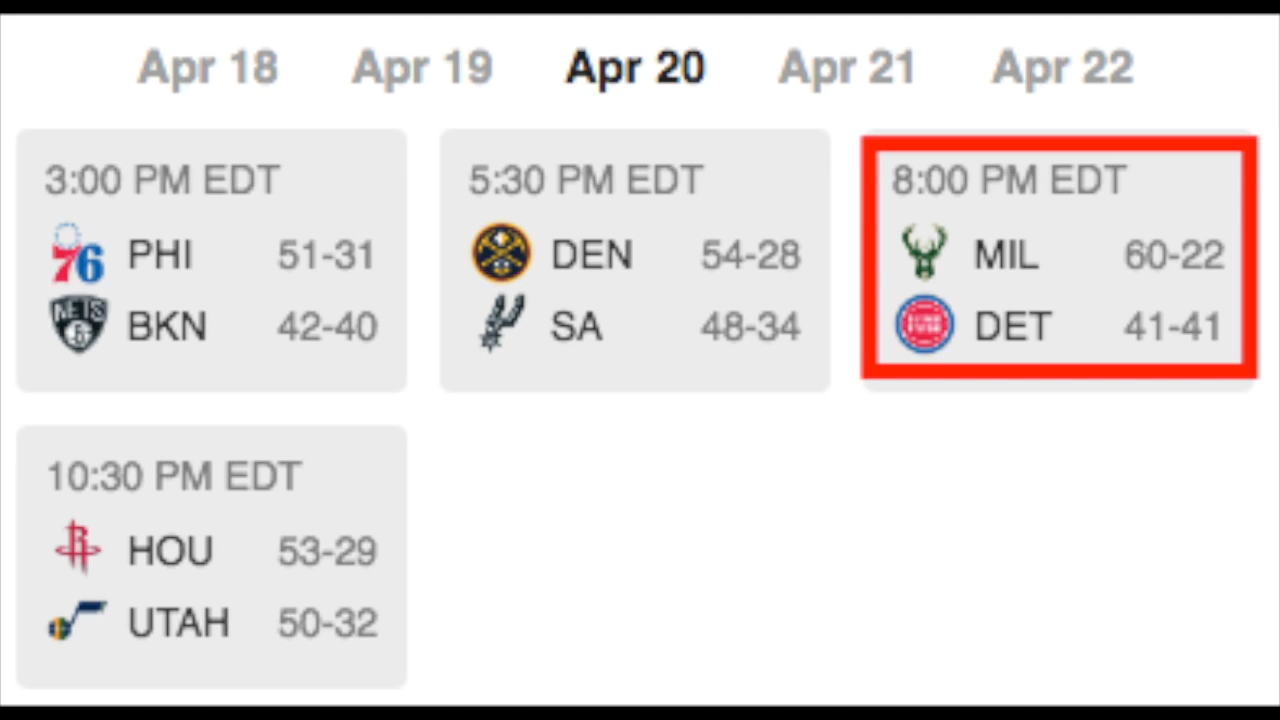 Apr 18 Apr 19 Apr 20 Apr 21 Apr 22
3:00 PM EDT
76 PHI 51-31
NETS B BKN 42-40
5:30 PM EDT
DEN 54-28
SA 48-34
8:00 PM EDT
MIL 60-22
DET 41-41
10:30 PM EDT
R HOU 53-29
UTAH 50-32